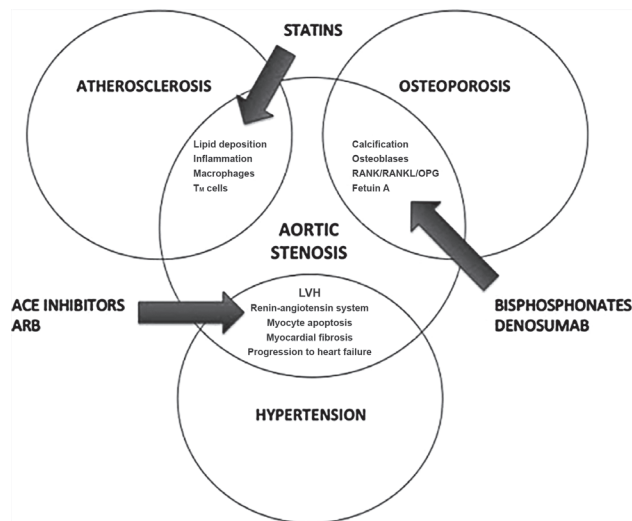 STATINS
ATHEROSCLEROSIS
OSTEOPOROSIS
Lipid deposition
Inflammation
Macrophages
TM cells
Calcification
Osteoblases
RANK/RANKL/OPG
Fetuin A
AORTIC
STENOSIS
ACE INHIBITORS
ARB
LVH
Renin-angiotensin system
Myocyte apoptosis
Myocardial fibrosis
Progression to heart failure
BISPHOSPHONATES
DENOSUMAB
HYPERTENSION